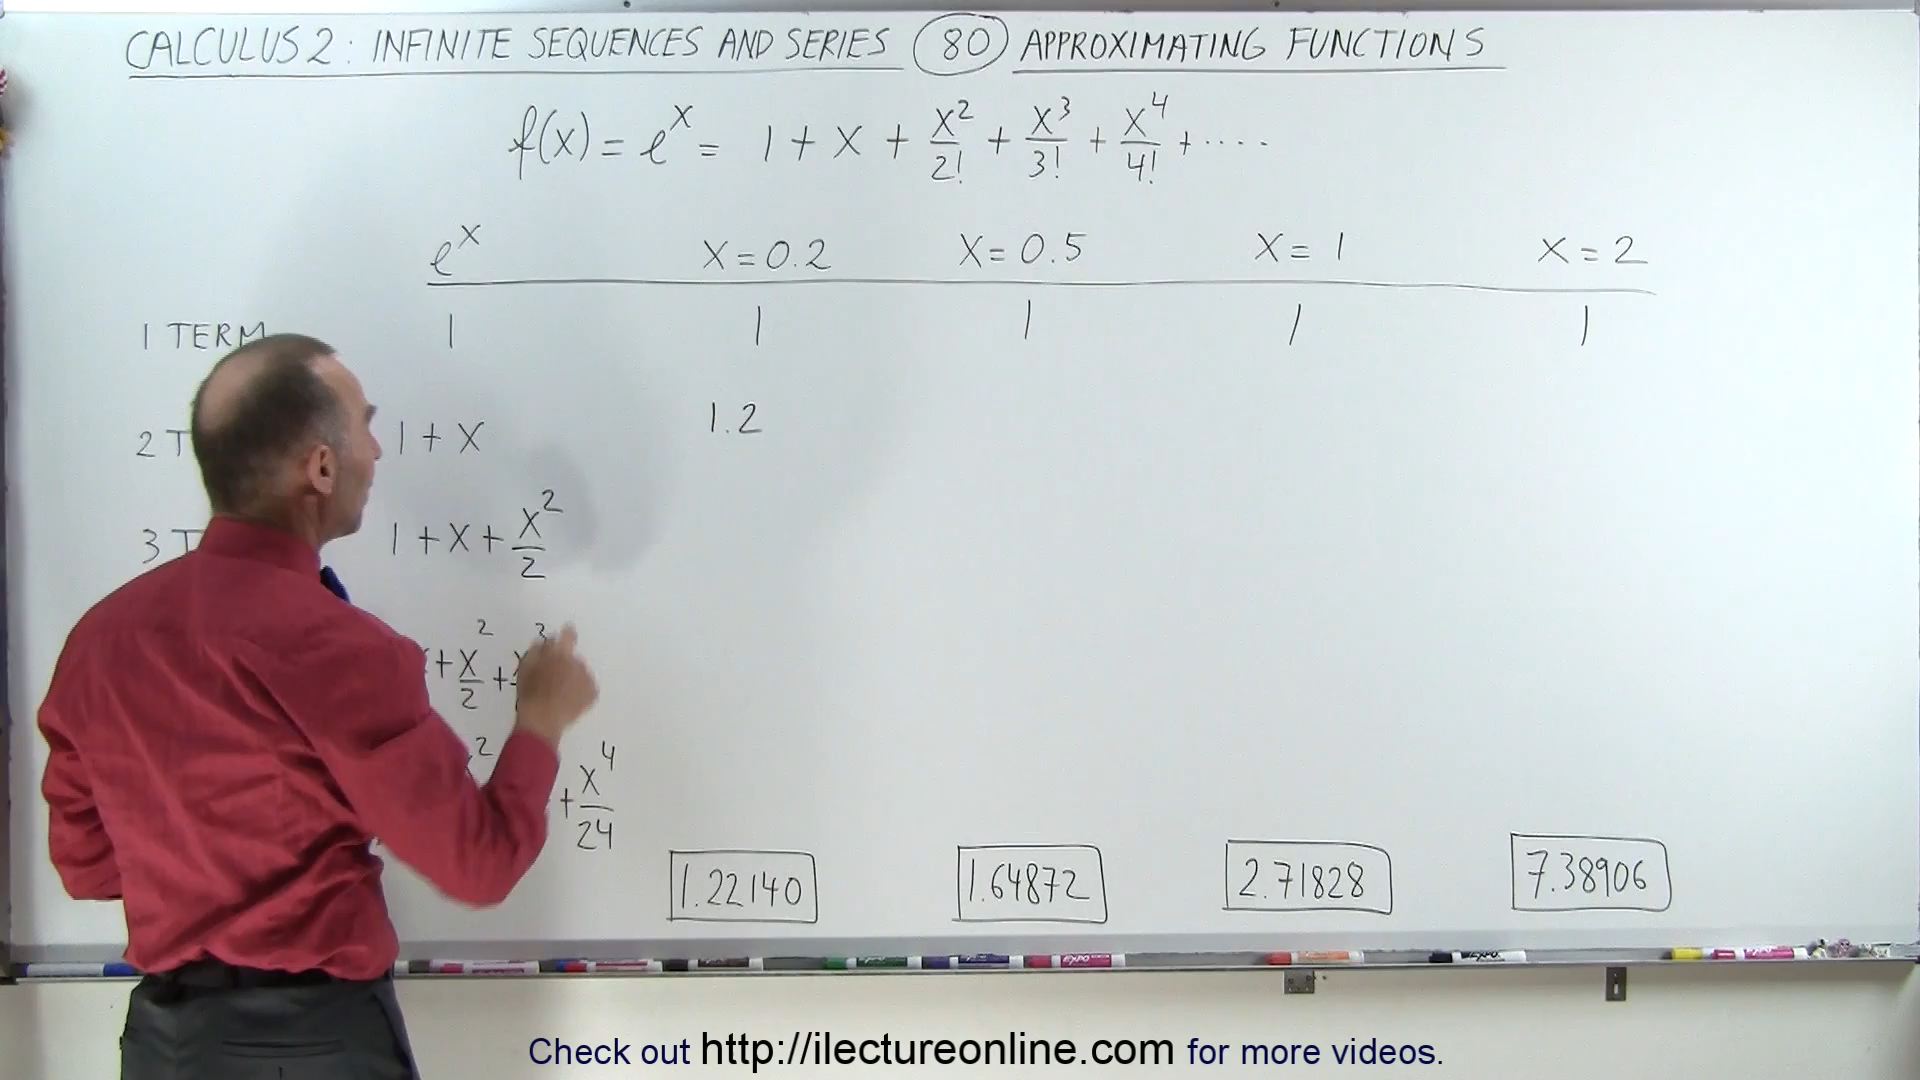 CALCULUS 2: INFINITE SEQUENCES AND SERIES 80 APPROXIMATING FUNCTIONS
f(x) = e^x = 1 + x + x^2/2! + x^3/3! + x^4/4! + ....
e^x x = 0.2 x = 0.5 x = 1 x = 2
1 TERM 1 1 1 1 1
2 T 1 + x 1.2
3 T 1 + x + x^2/2
+ x^2/2 + 3
2 + x^4/24
1.22140 1.64872 2.71828 7.38906
Check out http://ilectureonline.com for more videos.